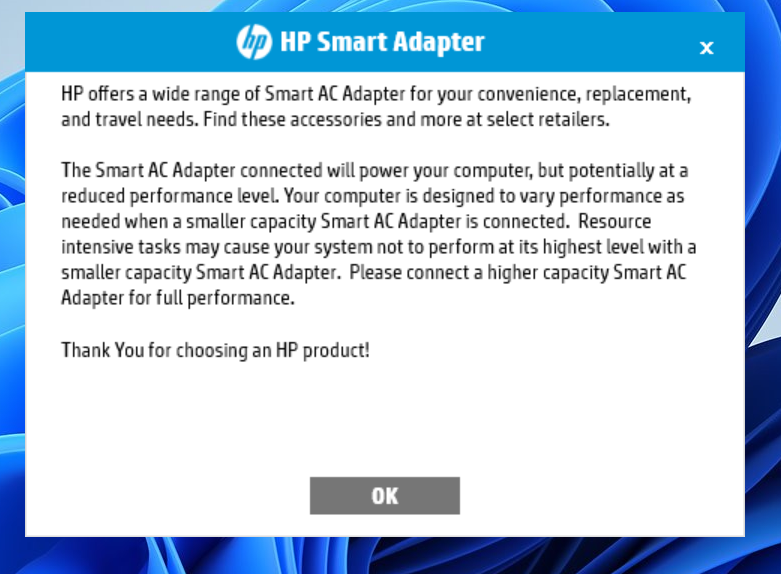 hp HP Smart Adapter
x
HP offers a wide range of Smart AC Adapter for your convenience, replacement,
and travel needs. Find these accessories and more at select retailers.
The Smart AC Adapter connected will power your computer, but potentially at a
reduced performance level. Your computer is designed to vary performance as
needed when a smaller capacity Smart AC Adapter is connected.  Resource
intensive tasks may cause your system not to perform at its highest level with a
smaller capacity Smart AC Adapter.  Please connect a higher capacity Smart AC
Adapter for full performance.
Thank You for choosing an HP product!
OK